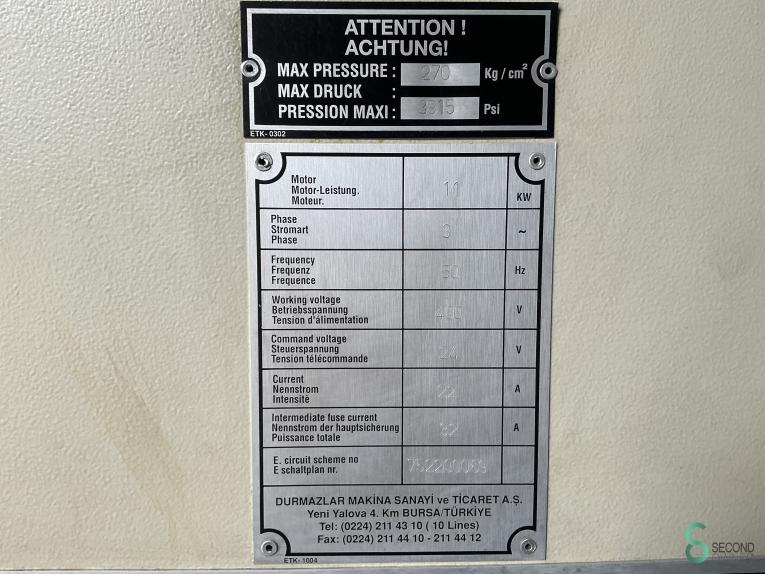 ATTENTION !
ACHTUNG!
MAX PRESSURE : 270 Kg / cm²
MAX DRUCK :
PRESSION MAXI : Psi
ETK- 0302
Motor
Motor-Leistung.
Moteur.
11 KW
Phase
Stromart
Phase
3 ~
Frequency
Frequenz
Frequence
50 Hz
Working voltage
Betriebsspannung
Tension d'álimentation
V
Command voltage
Steuerspannung
Tension télécommande
24 V
Current
Nennstrom
Intensitè
22 A
Intermediate fuse current
Nennstrom der hauptsicherung
Puissance totale
32 A
E. circuit scheme no
E schaltplan nr.
752200069
DURMAZLAR MAKİNA SANAYİ ve TİCARET A.Ş.
Yeni Yalova 4. Km BURSA/TÜRKİYE
Tel: (0224) 211 43 10 ( 10 Lines)
Fax: (0224) 211 44 10 - 211 44 12
ETK- 1004
SECOND